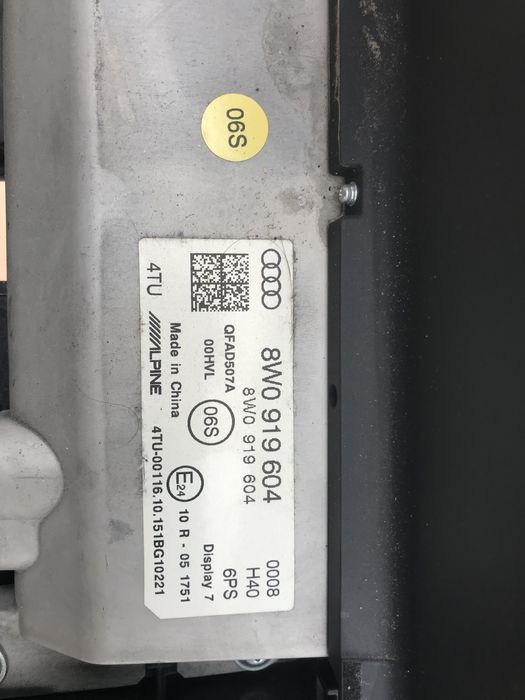 06S
8W0 919 604
0008
8W0 919 604
H40
QFAD507A
6PS
00HVL
06S
Display 7
Made in China
E24
10 R - 05 1751
4TU
ALPINE
4TU-00116.10.151BG10221